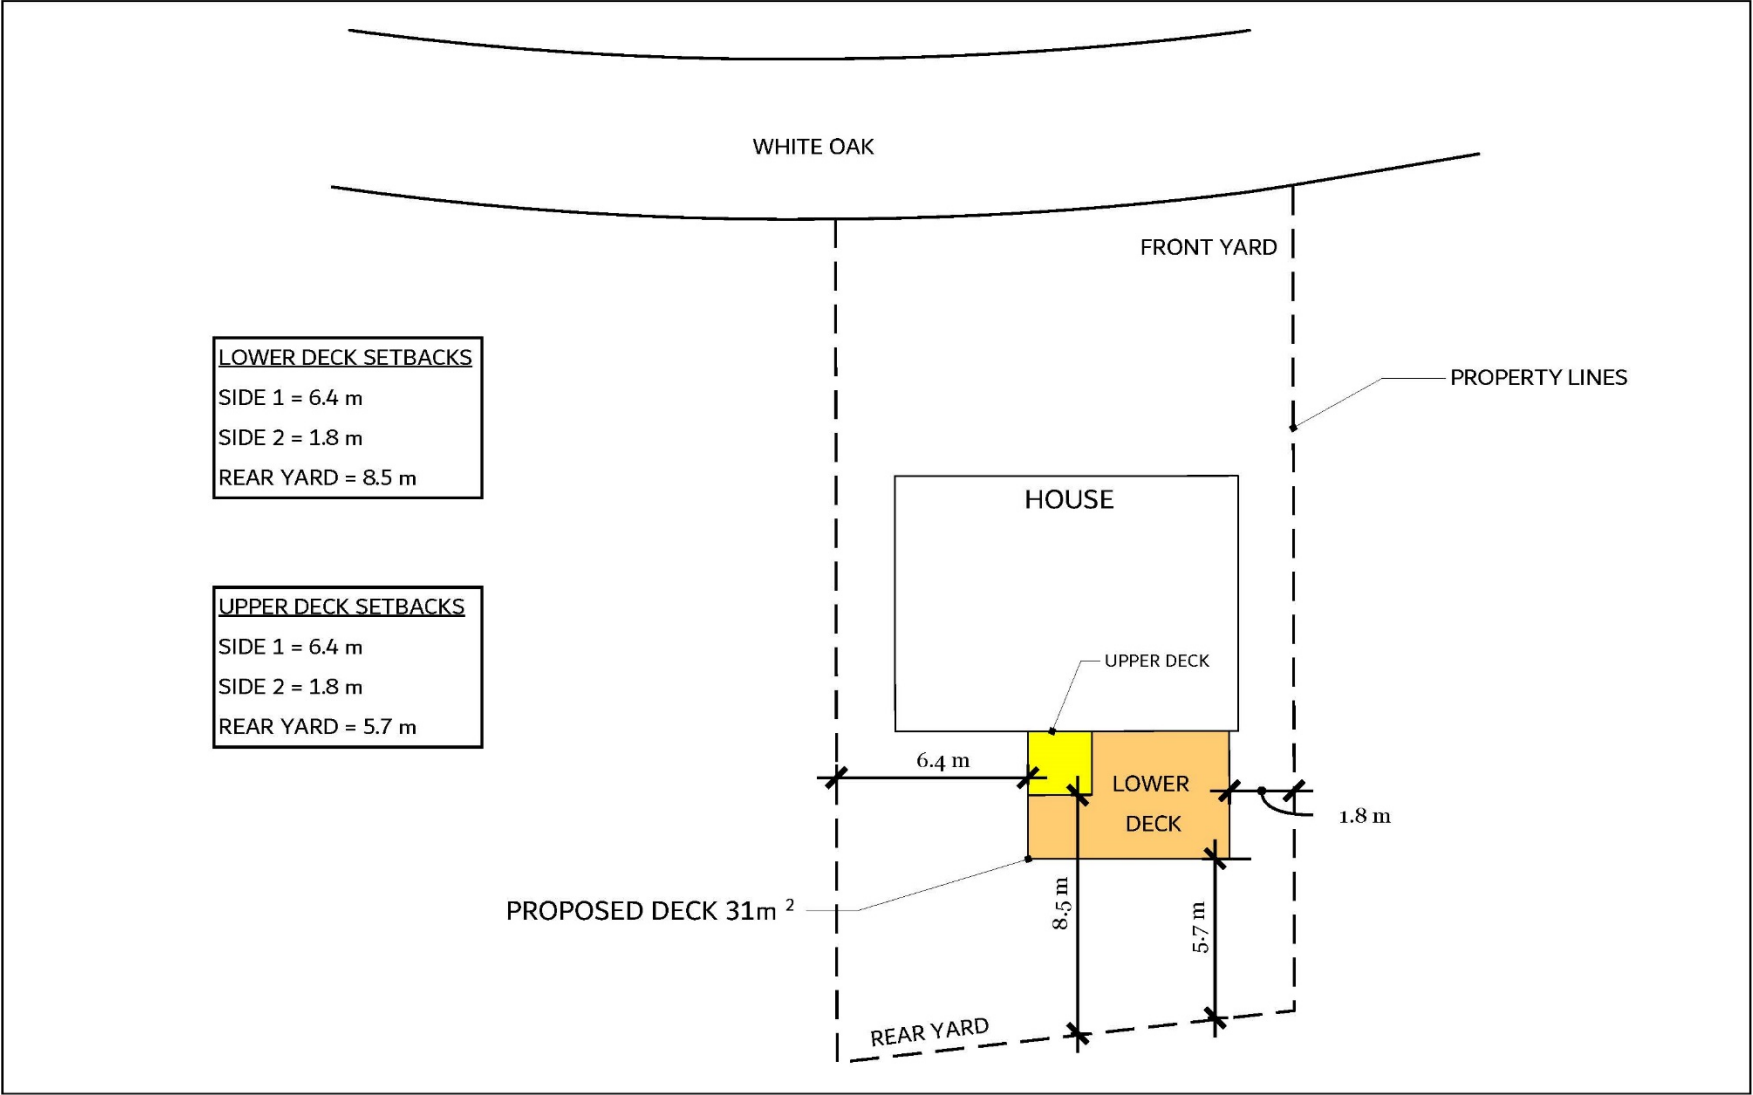 WHITE OAK
FRONT YARD
LOWER DECK SETBACKS
SIDE 1 = 6.4 m
SIDE 2 = 1.8 m
REAR YARD = 8.5 m
PROPERTY LINES
HOUSE
UPPER DECK SETBACKS
SIDE 1 = 6.4 m
SIDE 2 = 1.8 m
REAR YARD = 5.7 m
UPPER DECK
6.4 m
LOWER
DECK
1.8 m
PROPOSED DECK 31m 2
8.5 m
5.7 m
REAR YARD